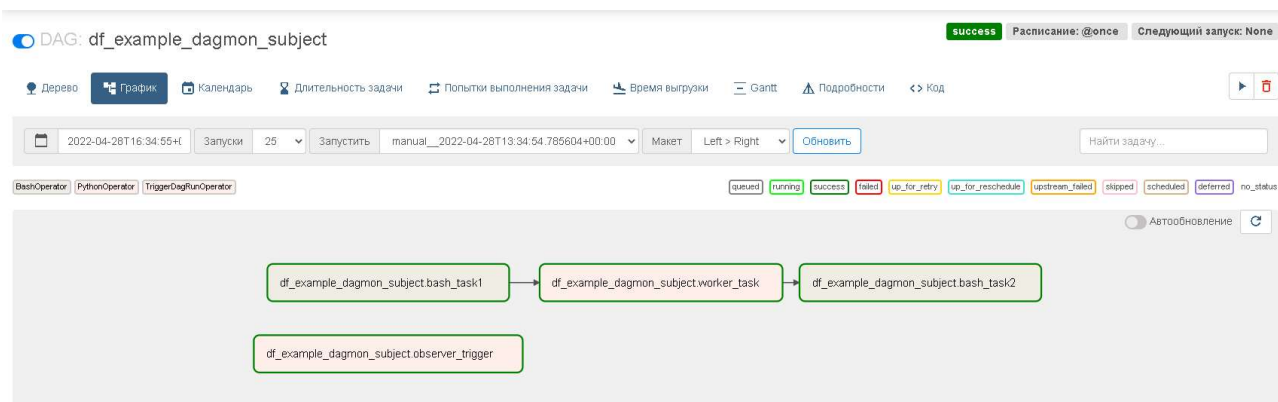 DAG: df_example_dagmon_subject
success Расписание: @once Следующий запуск: None
Дерево График Календарь Длительность задачи Попытки выполнения задачи Время выгрузки Gantt Подробности <> Код
2022-04-28T16:34:55+( Запуски 25 Запустить manual__2022-04-28T13:34:54.785604+00:00 Макет Left > Right Обновить Найти задачу...
BashOperator PythonOperator TriggerDagRunOperator queued running success failed up_for_retry up_for_reschedule upstream_failed skipped scheduled deferred no_status
Автообновление
df_example_dagmon_subject.bash_task1 df_example_dagmon_subject.worker_task df_example_dagmon_subject.bash_task2
df_example_dagmon_subject.observer_trigger